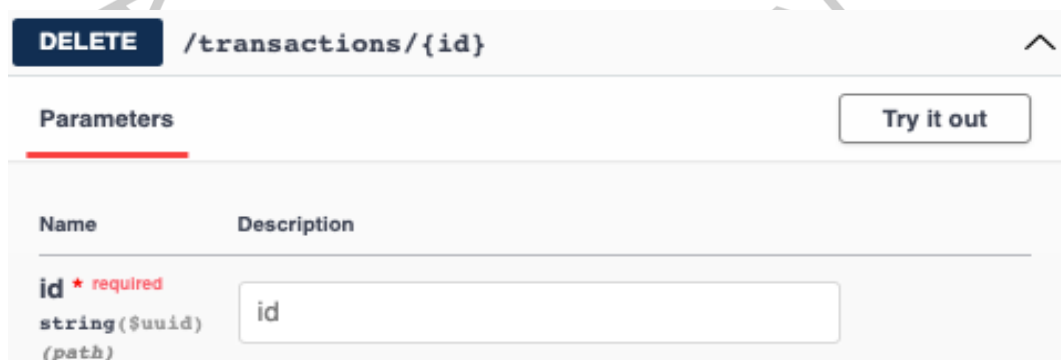 DELETE /transactions/{id}
Parameters
Try it out
Name Description
id * required
string($uuid)
(path)
id